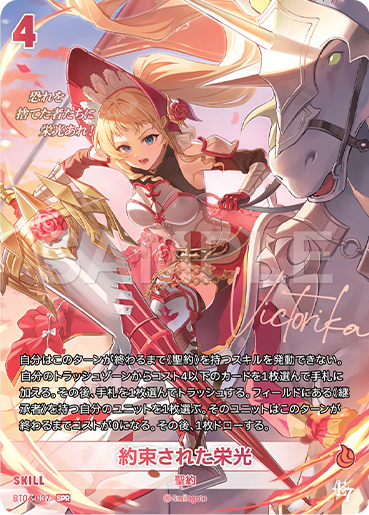 4
恐れを
捨てた者たちに
栄光あれ!
SAMPLE
Victorika
自分はこのターンが終わるまで《聖約》を持つスキルを発動できない。
自分のトラッシュゾーンからコスト4以下のカードを1枚選んで手札に
加える。その後、手札を1枚選んでトラッシュする。フィールドにある《継
承者》を持つ自分のユニットを1枚選ぶ。そのユニットはこのターンが
終わるまでコストが0になる。その後、1枚ドローする。
約束された栄光
SKILL
聖約
BT04-037 SPR
©Smilegate